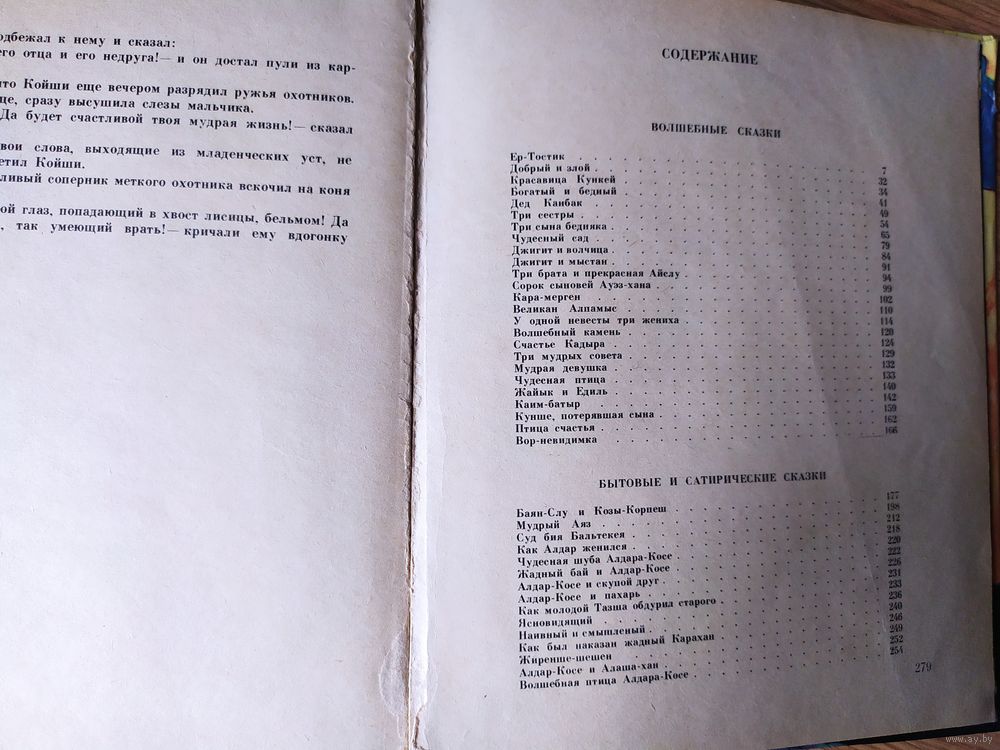 одбежал к нему и сказал:
его отца и его недруга!— и он достал пули из кар-
что Койши еще вечером разрядил ружья охотников.
це, сразу высушила слезы мальчика.
Да будет счастливой твоя мудрая жизнь!— сказал
вои слова, выходящие из младенческих уст, не
етил Койши.
ливый соперник меткого охотника вскочил на коня
ой глаз, попадающий в хвост лисицы, бельмом! Да
, так умеющий врать!— кричали ему вдогонку
СОДЕРЖАНИЕ
ВОЛШЕБНЫЕ СКАЗКИ
Ер-Тостик 7
Добрый и злой 32
Красавица Кункей 34
Богатый и бедный 41
Дед Канбак 49
Три сестры 54
Три сына бедняка 65
Чудесный сад 79
Джигит и волчица 84
Джигит и мыстан 91
Три брата и прекрасная Айслу 94
Сорок сыновей Ауэз-хана 99
Кара-мерген 102
Великан Алпамыс 110
У одной невесты три жениха 114
Волшебный камень 120
Счастье Кадыра 124
Три мудрых совета 129
Мудрая девушка 132
Чудесная птица 133
Жайык и Едиль 140
Каим-батыр 142
Кунше, потерявшая сына 159
Птица счастья 162
Вор-невидимка 166
БЫТОВЫЕ И САТИРИЧЕСКИЕ СКАЗКИ
Баян-Слу и Козы-Корпеш 177
Мудрый Аяз 198
Суд бия Бальтекея 212
Как Алдар женился 218
Чудесная шуба Алдара-Косе 220
Жадный бай и Алдар-Косе 222
Алдар-Косе и скупой друг 226
Алдар-Косе и пахарь 231
Как молодой Тазша обдурил старого 233
Ясновидящий 236
Наивный и смышленый 240
Как был наказан жадный Карахан 246
Жиренше-шешен 249
Алдар-Косе и Алаша-хан 252
Волшебная птица Алдара-Косе 254
279
www.ay.by